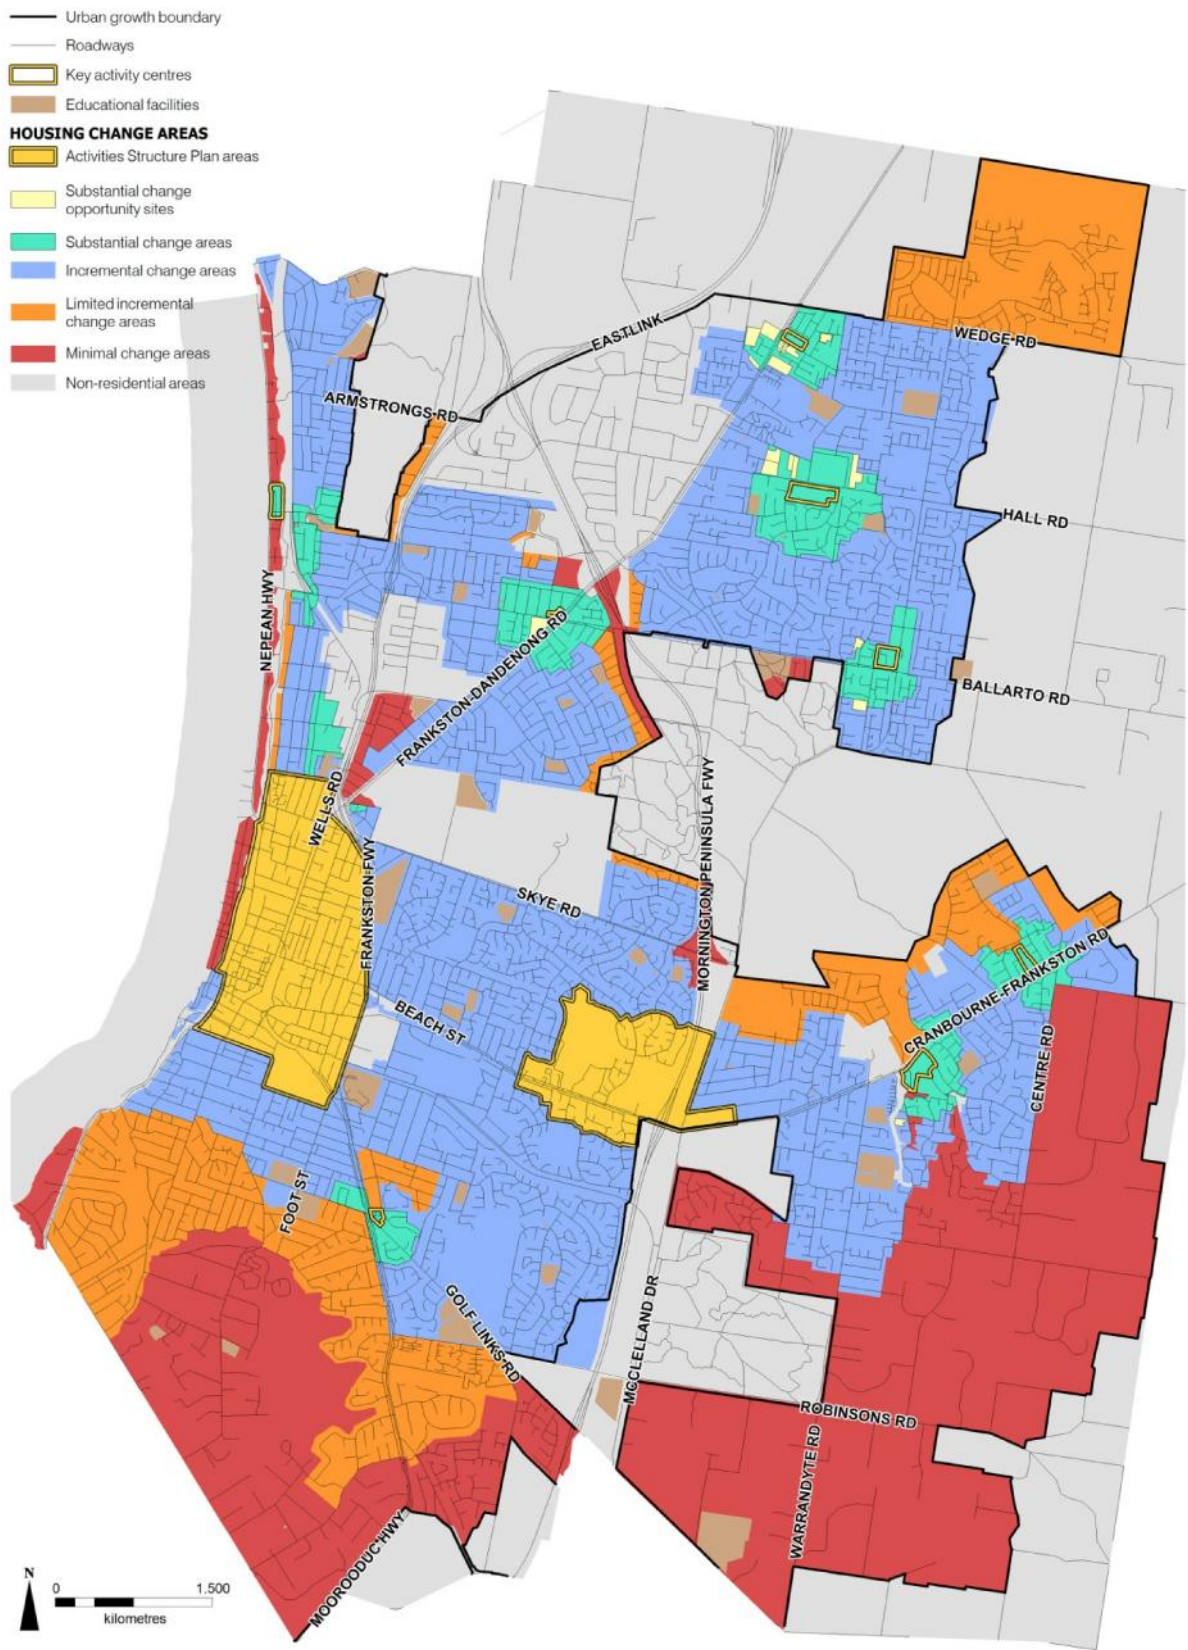 Urban growth boundary
Roadways
Key activity centres
Educational facilities
HOUSING CHANGE AREAS
Activities Structure Plan areas
Substantial change
opportunity sites
Substantial change areas
Incremental change areas
Limited incremental
change areas
Minimal change areas
Non-residential areas
EASTLINK
WEDGE RD
ARMSTRONGS RD
HALL RD
NEPEAN HWY
FRANKSTON-DANDENONG RD
BALLARTO RD
WELLS RD
MORNINGTON PENINSULA FWY
FRANKSTON FWY
SKYE RD
CRANBOURNE-FRANKSTON RD
BEACH ST
CENTRE RD
FOOT ST
GOLF LINKS RD
MCCLELLAND DR
ROBINSONS RD
WARRANDYTE RD
MOOROODUC HWY
N
0 1.500
kilometres